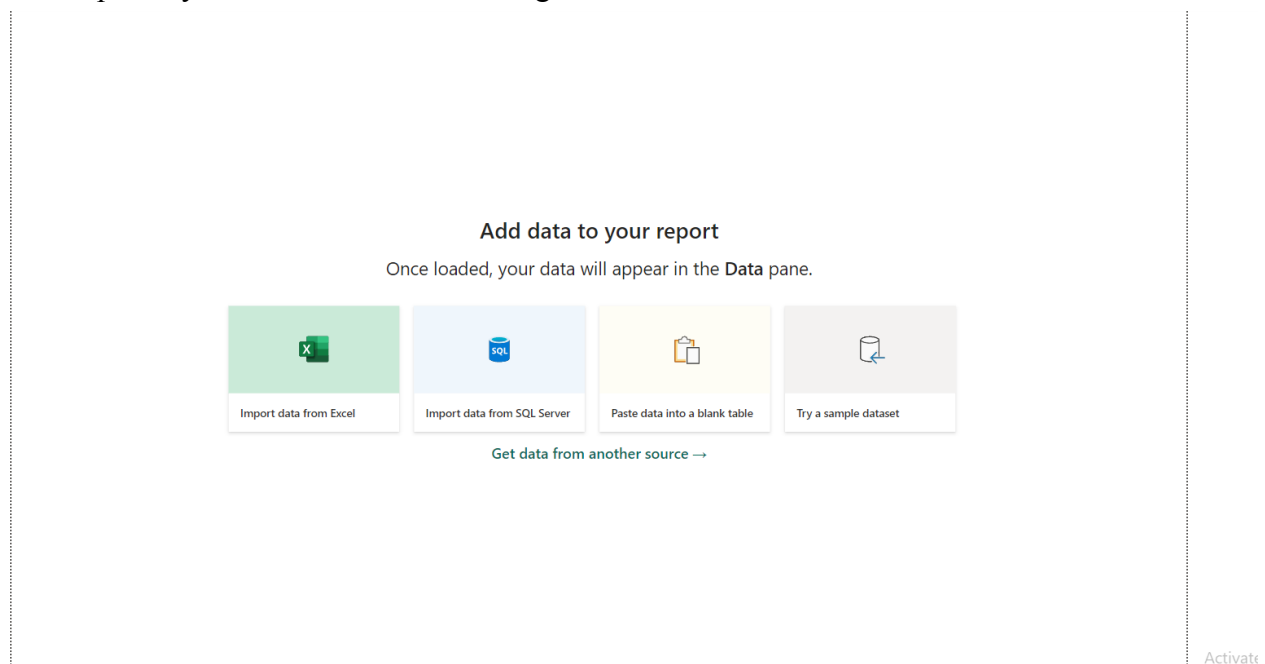 Add data to your report
Once loaded, your data will appear in the Data pane.
SQL
Import data from Excel
Import data from SQL Server
Paste data into a blank table
Try a sample dataset
Get data from another source →